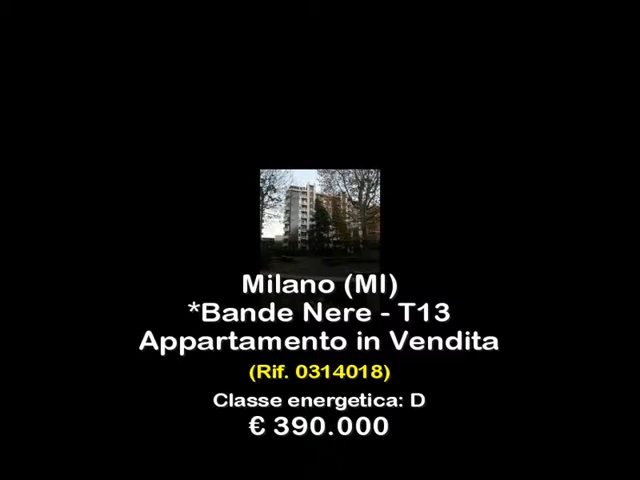 Milano (MI)
*Bande Nere - T13
Appartamento in Vendita
(Rif. 0314018)
Classe energetica: D
€ 390.000